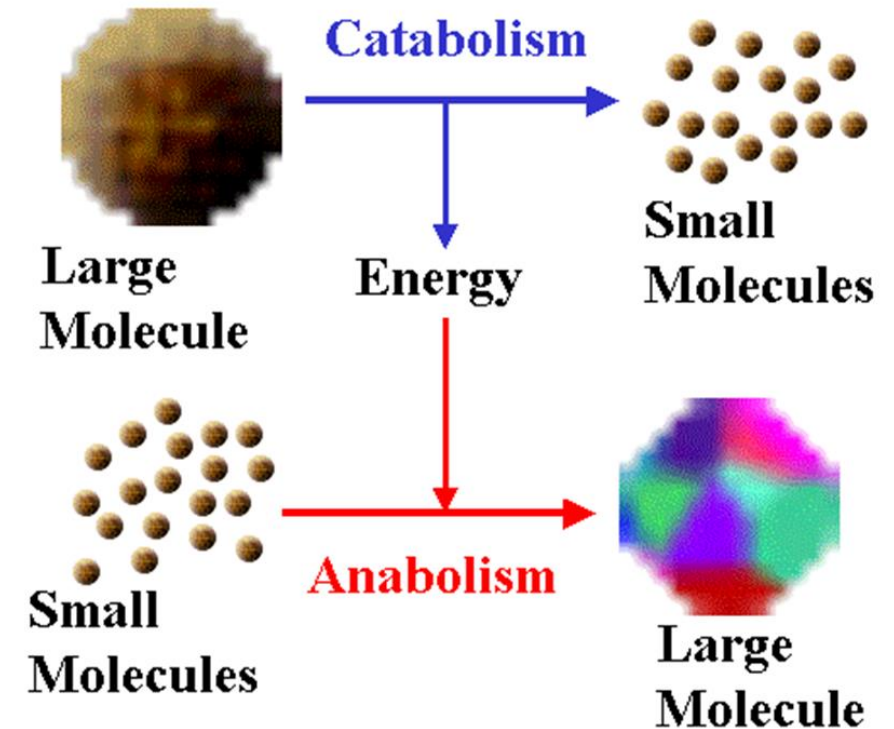 Catabolism
Large
Molecule
Energy
Small
Molecules
Small
Molecules
Anabolism
Large
Molecule